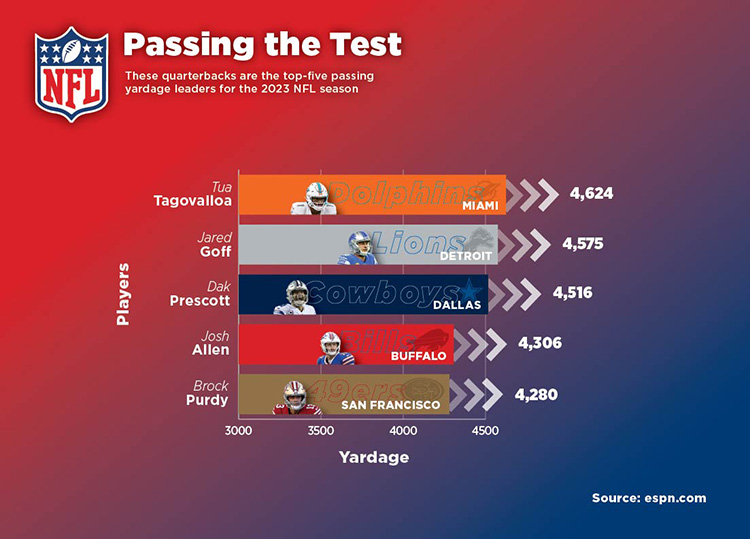 NFL
Passing the Test
These quarterbacks are the top-five passing
yardage leaders for the 2023 NFL season
Players
Tua
Tagovalloa
Dolphins
MIAMI
4,624
Jared
Goff
Lions
DETROIT
4,575
Dak
Prescott
Cowboys
DALLAS
4,516
Josh
Allen
Bills
BUFFALO
4,306
Brock
Purdy
49ers
SAN FRANCISCO
4,280
3000 3500 4000 4500
Yardage
Source: espn.com